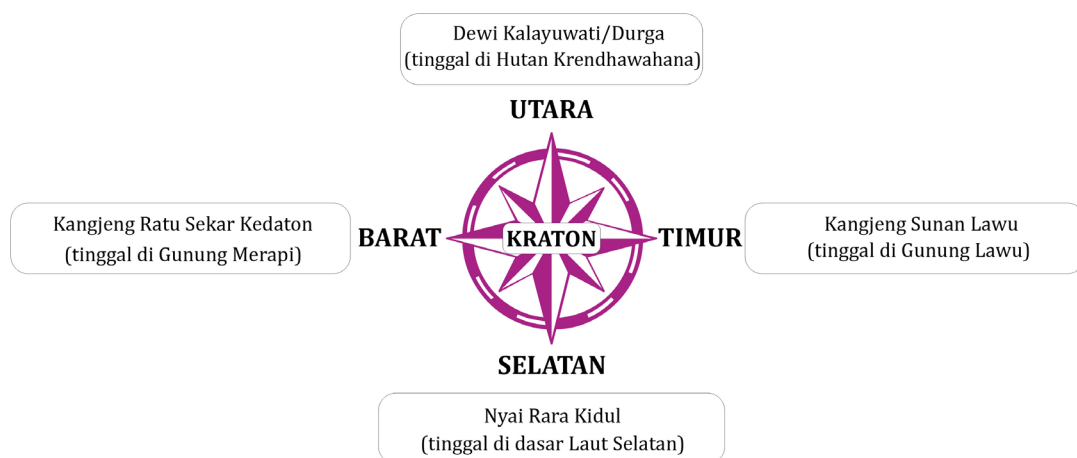 Dewi Kalayuwati/Durga
(tinggal di Hutan Krendhawahana)
UTARA
Kangjeng Ratu Sekar Kedaton
(tinggal di Gunung Merapi)
BARAT
KRATON
TIMUR
Kangjeng Sunan Lawu
(tinggal di Gunung Lawu)
SELATAN
Nyai Rara Kidul
(tinggal di dasar Laut Selatan)